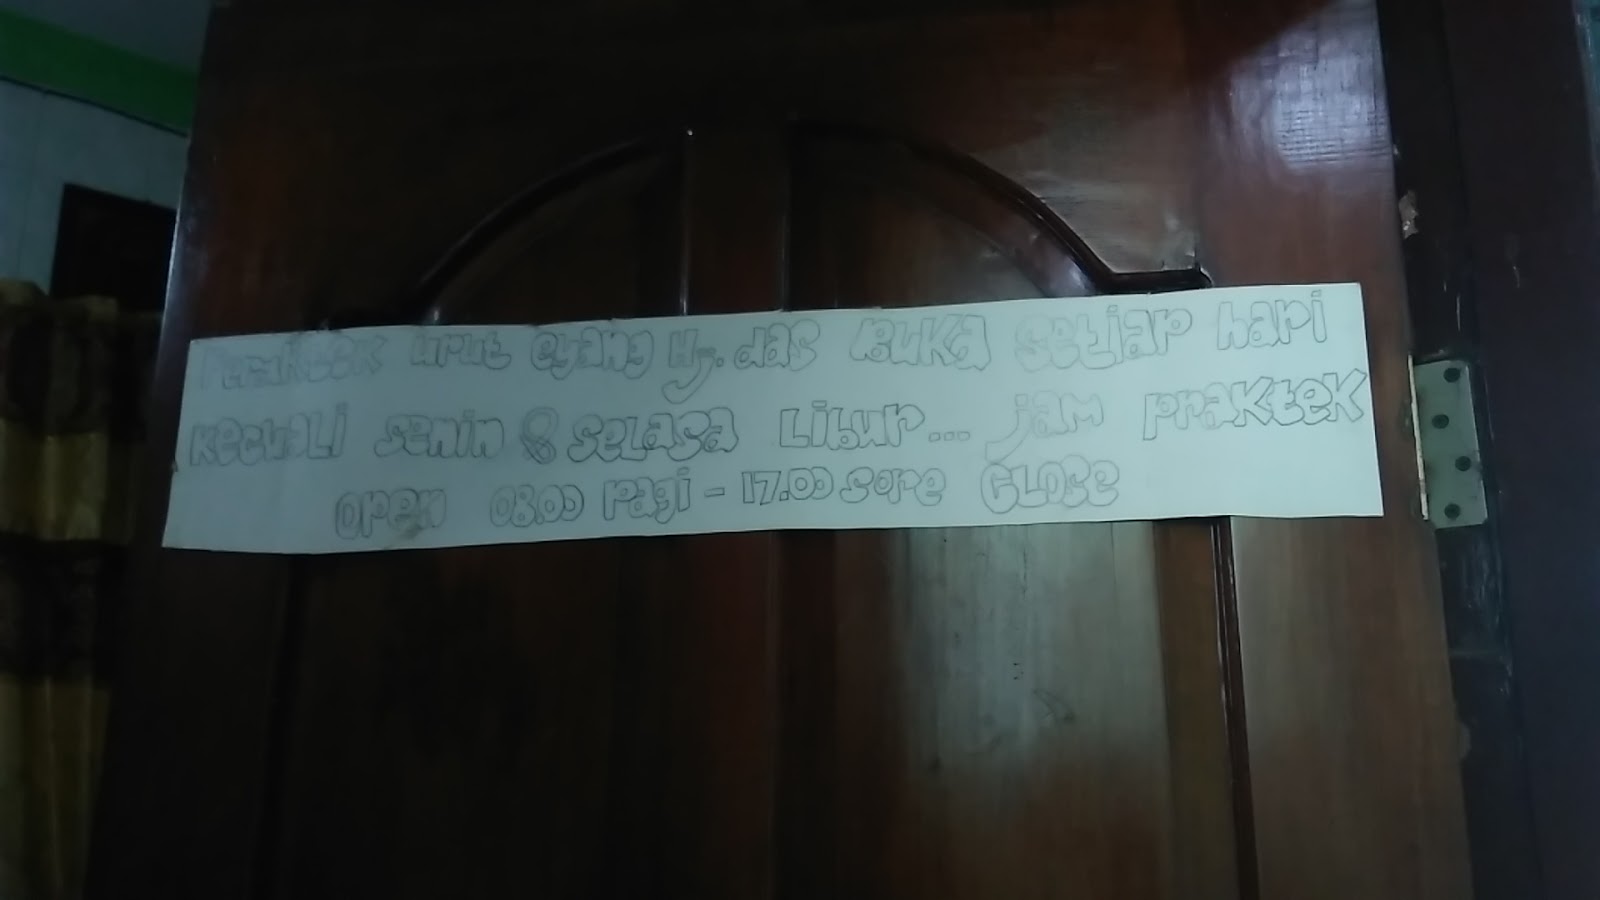 urut eyang Hj. das Buka setiap hari
kecuali senin & selasa Libur... jam praktek
open 08.00 pagi - 17.00 sore Close